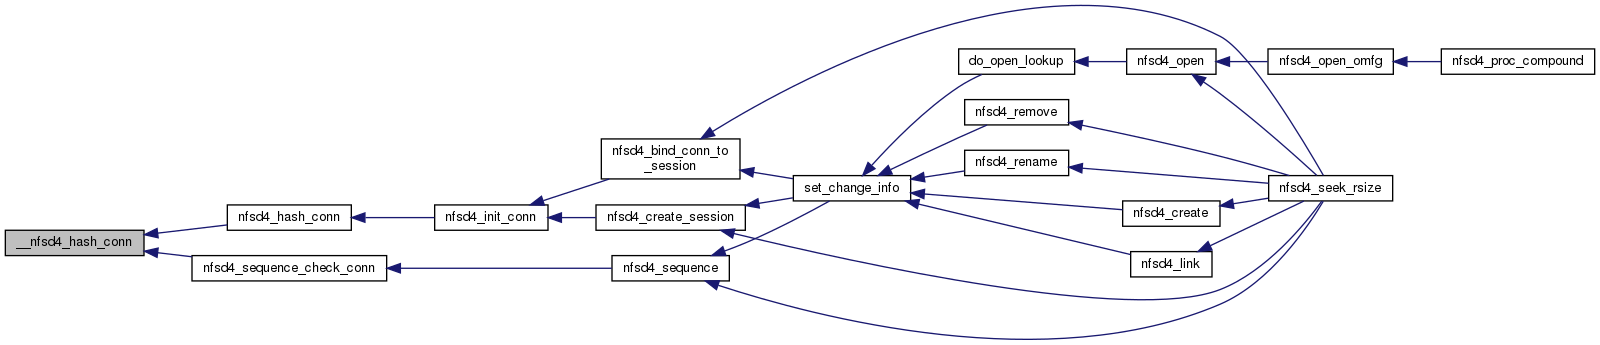 __nfsd4_hash_conn
nfsd4_hash_conn
nfsd4_sequence_check_conn
nfsd4_init_conn
nfsd4_bind_conn_to
_session
nfsd4_create_session
nfsd4_sequence
set_change_info
do_open_lookup
nfsd4_remove
nfsd4_rename
nfsd4_create
nfsd4_link
nfsd4_open
nfsd4_open_omfg
nfsd4_seek_rsize
nfsd4_proc_compound